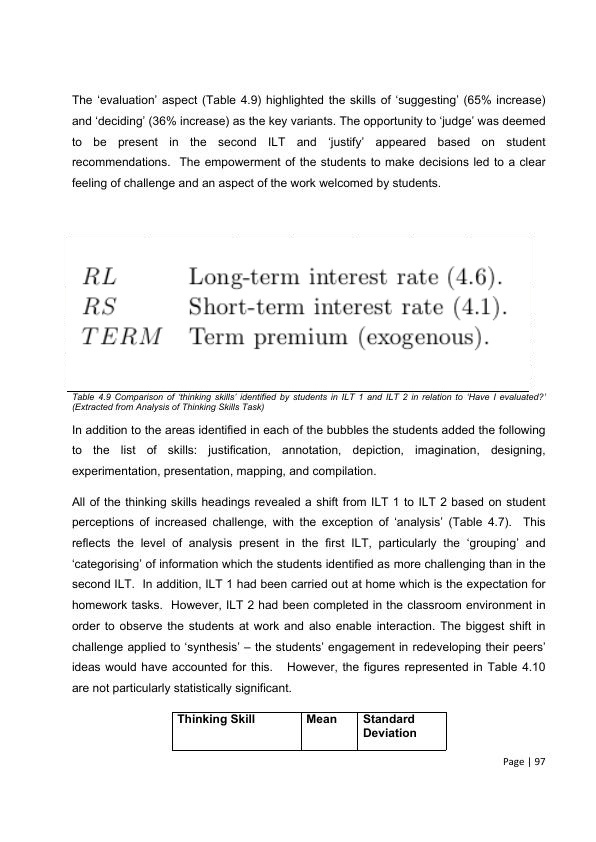 The ‘evaluation’ aspect (Table 4.9) highlighted the skills of ‘suggesting’ (65% increase)
and ‘deciding’ (36% increase) as the key variants. The opportunity to ‘judge’ was deemed
to be present in the second ILT and ‘justify’ appeared based on student
recommendations. The empowerment of the students to make decisions led to a clear
feeling of challenge and an aspect of the work welcomed by students.
RL Long-term interest rate (4.6).
RS Short-term interest rate (4.1).
TERM Term premium (exogenous).
Table 4.9 Comparison of ‘thinking skills’ identified by students in ILT 1 and ILT 2 in relation to ‘Have I evaluated?’
(Extracted from Analysis of Thinking Skills Task)
In addition to the areas identified in each of the bubbles the students added the following
to the list of skills: justification, annotation, depiction, imagination, designing,
experimentation, presentation, mapping, and compilation.
All of the thinking skills headings revealed a shift from ILT 1 to ILT 2 based on student
perceptions of increased challenge, with the exception of ‘analysis’ (Table 4.7). This
reflects the level of analysis present in the first ILT, particularly the ‘grouping’ and
‘categorising’ of information which the students identified as more challenging than in the
second ILT. In addition, ILT 1 had been carried out at home which is the expectation for
homework tasks. However, ILT 2 had been completed in the classroom environment in
order to observe the students at work and also enable interaction. The biggest shift in
challenge applied to ‘synthesis’ – the students’ engagement in redeveloping their peers’
ideas would have accounted for this. However, the figures represented in Table 4.10
are not particularly statistically significant.
Thinking Skill Mean Standard
Deviation
Page | 97